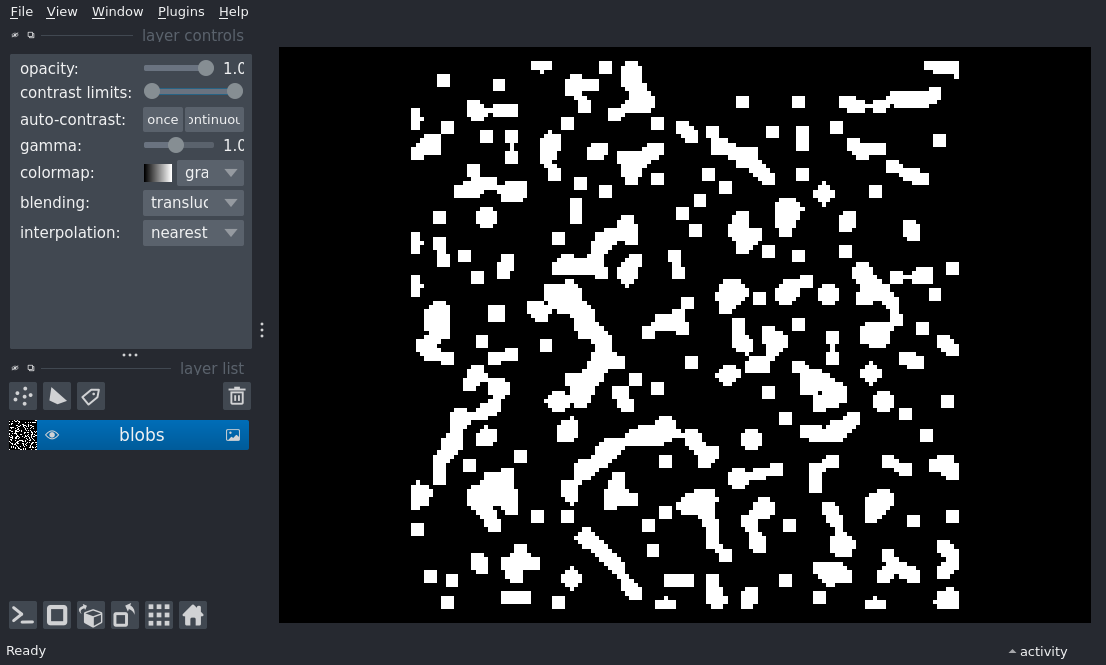 File View Window Plugins Help
layer controls
opacity: 1.0
contrast limits:
auto-contrast: once ontinuou
gamma: 1.0
colormap: gra
blending: transluc
interpolation: nearest
layer list
blobs
Ready
activity